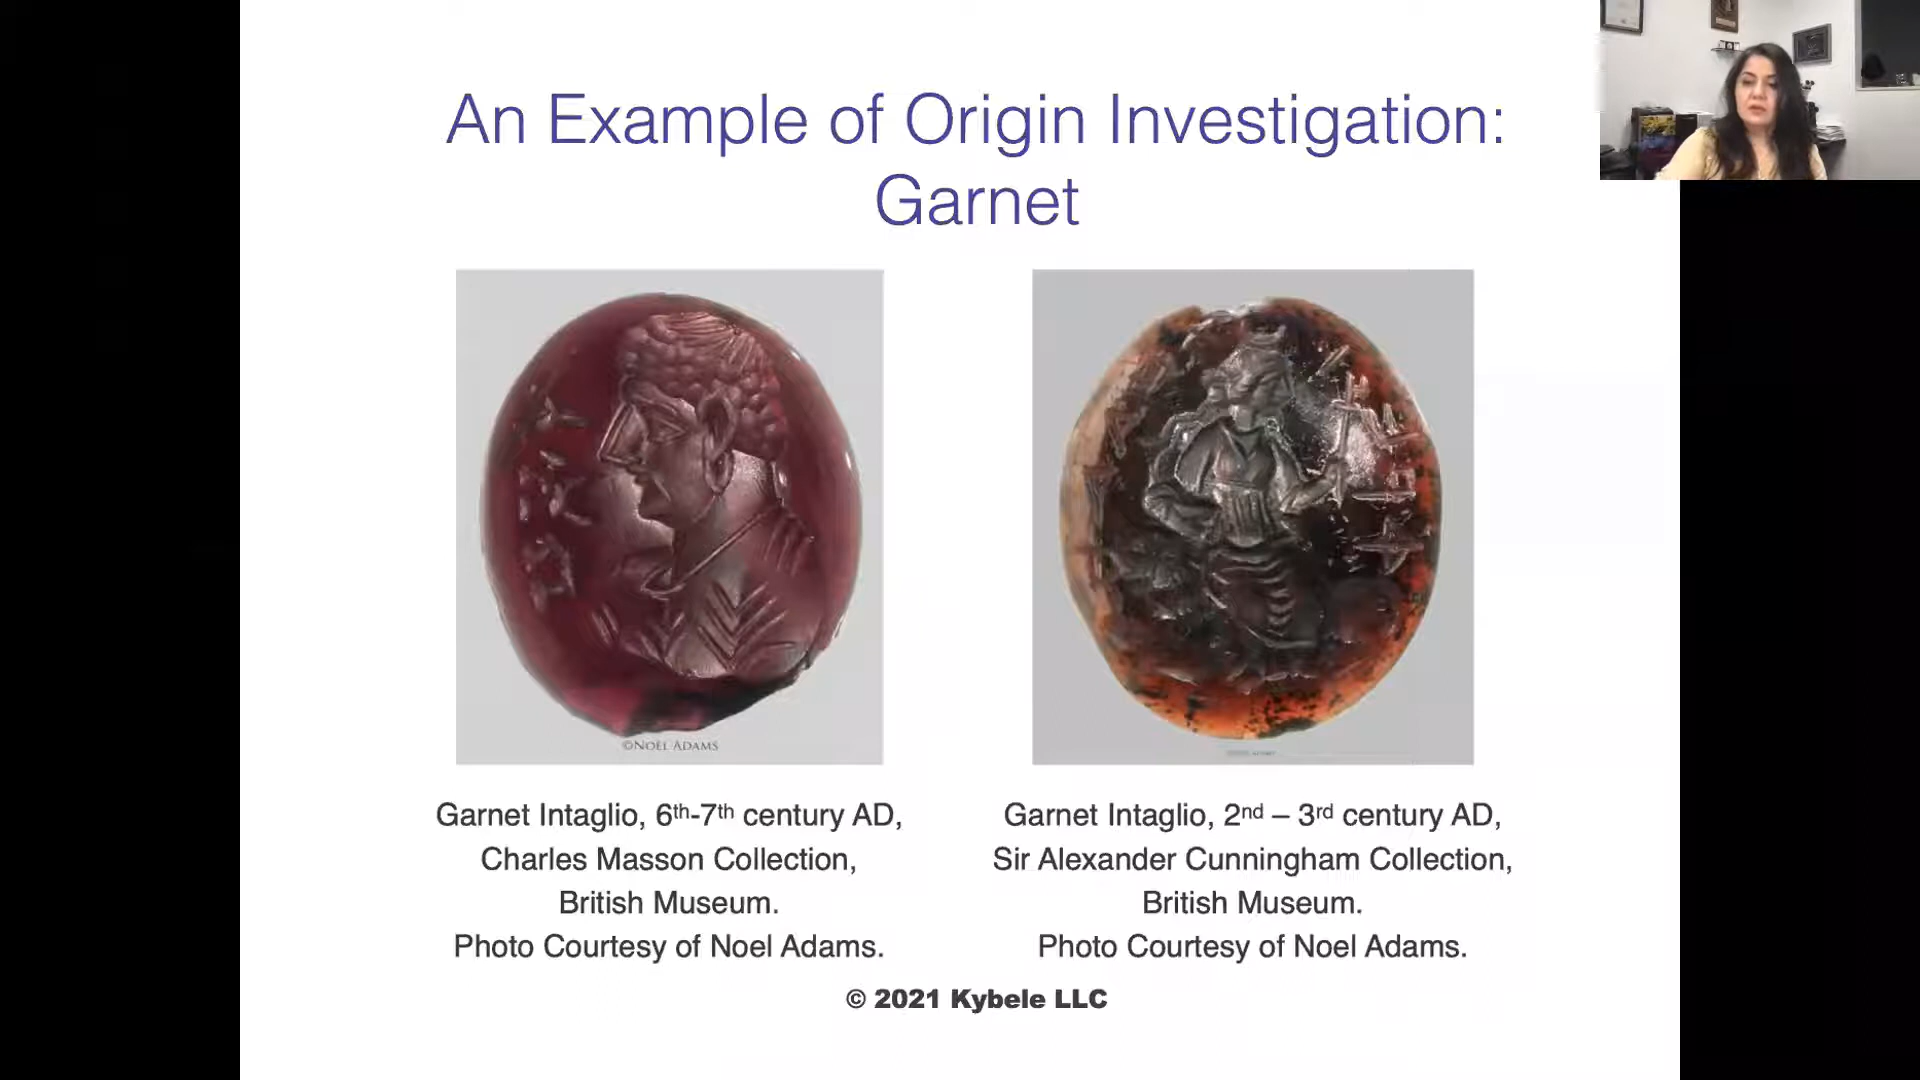 An Example of Origin Investigation:
Garnet
©Noël Adams
Garnet Intaglio, 6th-7th century AD,
Charles Masson Collection,
British Museum.
Photo Courtesy of Noel Adams.
Garnet Intaglio, 2nd – 3rd century AD,
Sir Alexander Cunningham Collection,
British Museum.
Photo Courtesy of Noel Adams.
© 2021 Kybele LLC